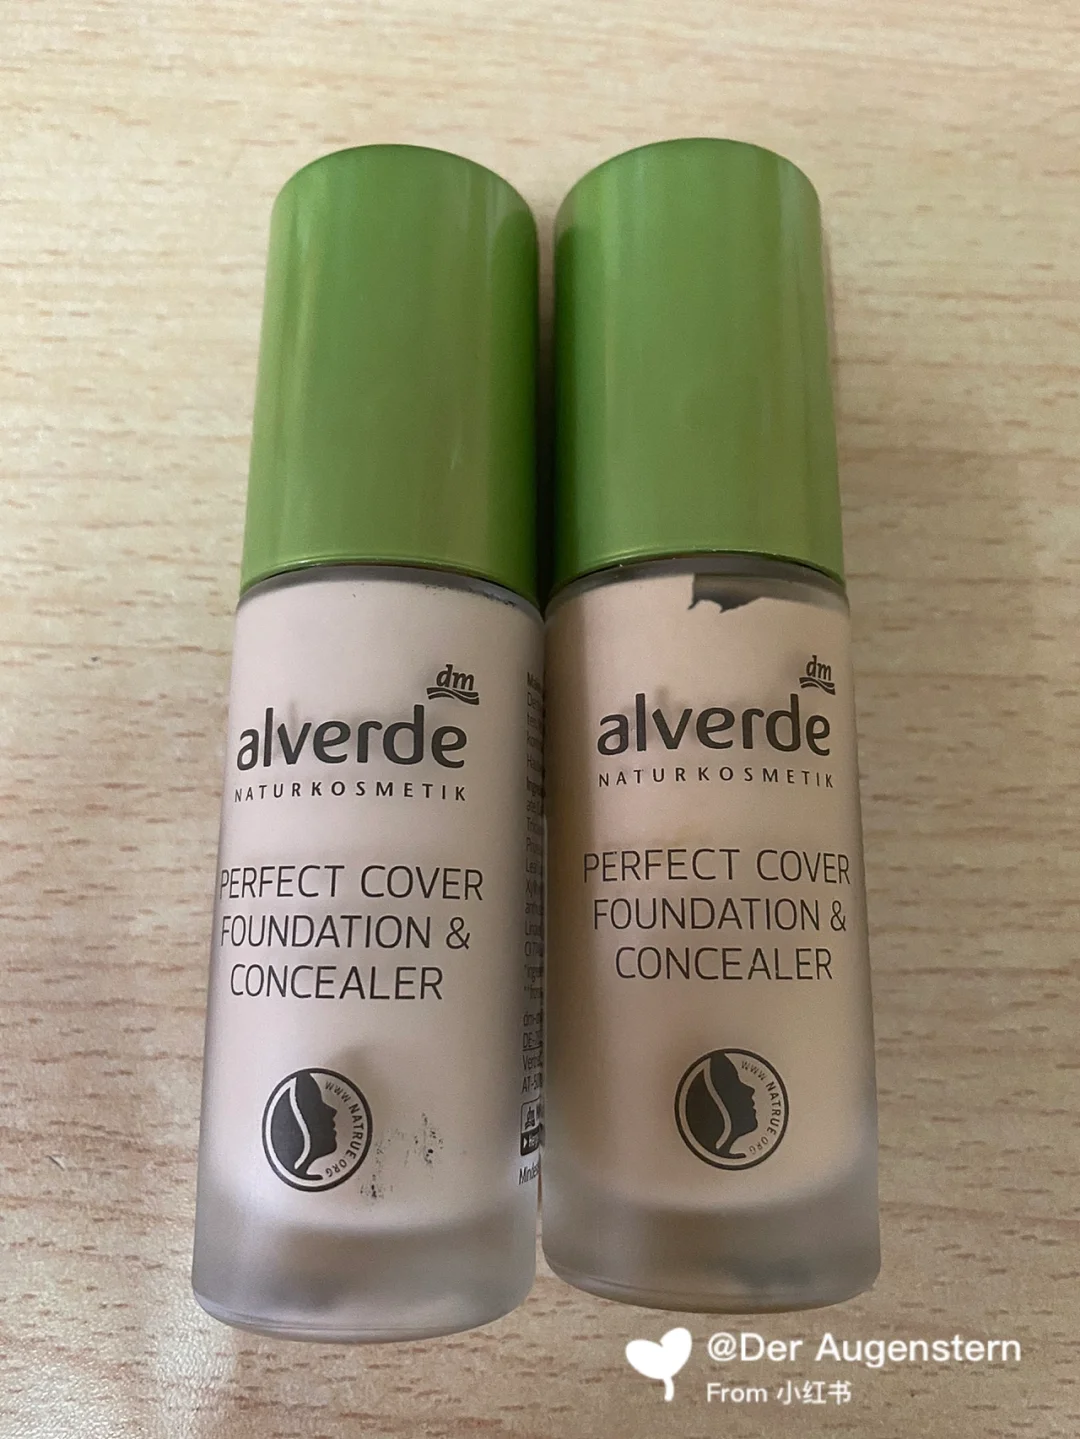 dm
alverde
NATURKOSMETIK
PERFECT COVER
FOUNDATION &
CONCEALER
WWW.NATRUE.ORG
dm
alverde
NATURKOSMETIK
PERFECT COVER
FOUNDATION &
CONCEALER
WWW.NATRUE.ORG
@Der Augenstern
From 小红书